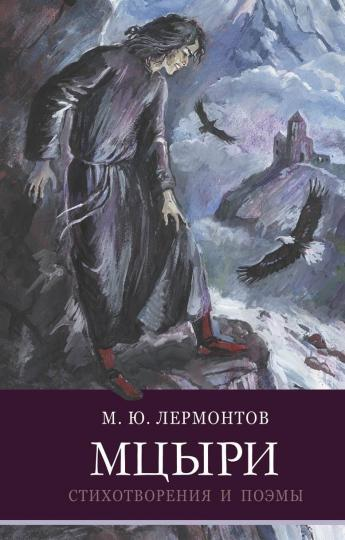 М. Ю. ЛЕРМОНТОВ
МЦЫРИ
СТИХОТВОРЕНИЯ И ПОЭМЫ